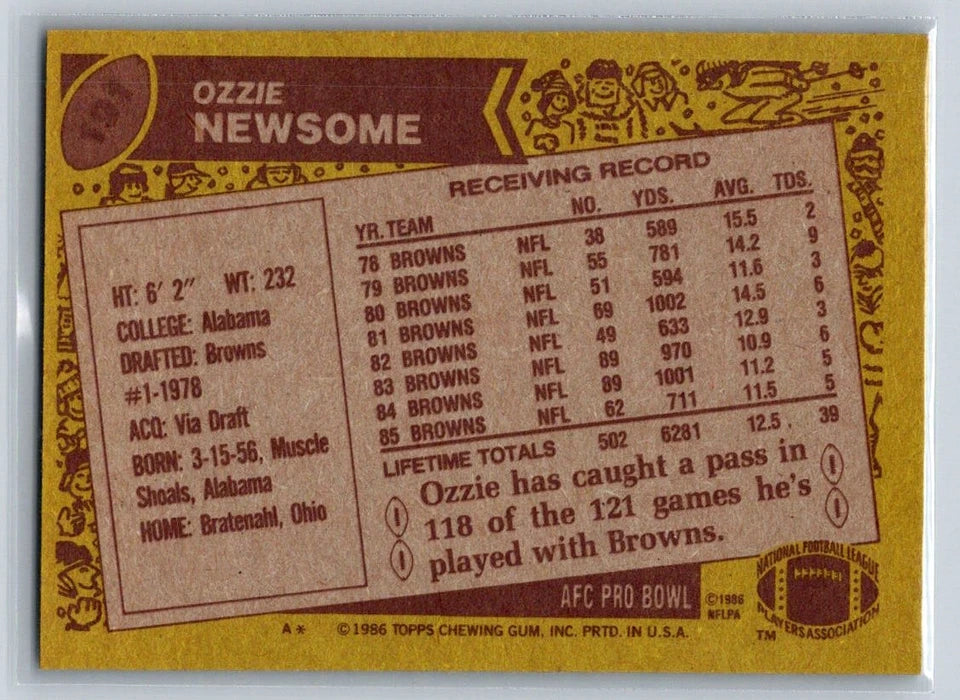 OZZIE
NEWSOME
RECEIVING RECORD
YR. TEAM NO. YDS. AVG. TDS.
78 BROWNS NFL 38 589 15.5 2
79 BROWNS NFL 55 781 14.2 9
80 BROWNS NFL 51 594 11.6 3
81 BROWNS NFL 69 1002 14.5 6
82 BROWNS NFL 49 633 12.9 3
83 BROWNS NFL 89 970 10.9 6
84 BROWNS NFL 89 1001 11.2 5
85 BROWNS NFL 62 711 11.5 5
LIFETIME TOTALS 502 6281 12.5 39
HT: 6' 2" WT: 232
COLLEGE: Alabama
DRAFTED: Browns
#1-1978
ACQ: Via Draft
BORN: 3-15-56, Muscle
Shoals, Alabama
HOME: Bratenahl, Ohio
Ozzie has caught a pass in
118 of the 121 games he's
played with Browns.
AFC PRO BOWL
©1986
NFLPA
NATIONAL FOOTBALL LEAGUE
PLAYERS ASSOCIATION
TM
A* ©1986 TOPPS CHEWING GUM, INC. PRTD. IN U.S.A.